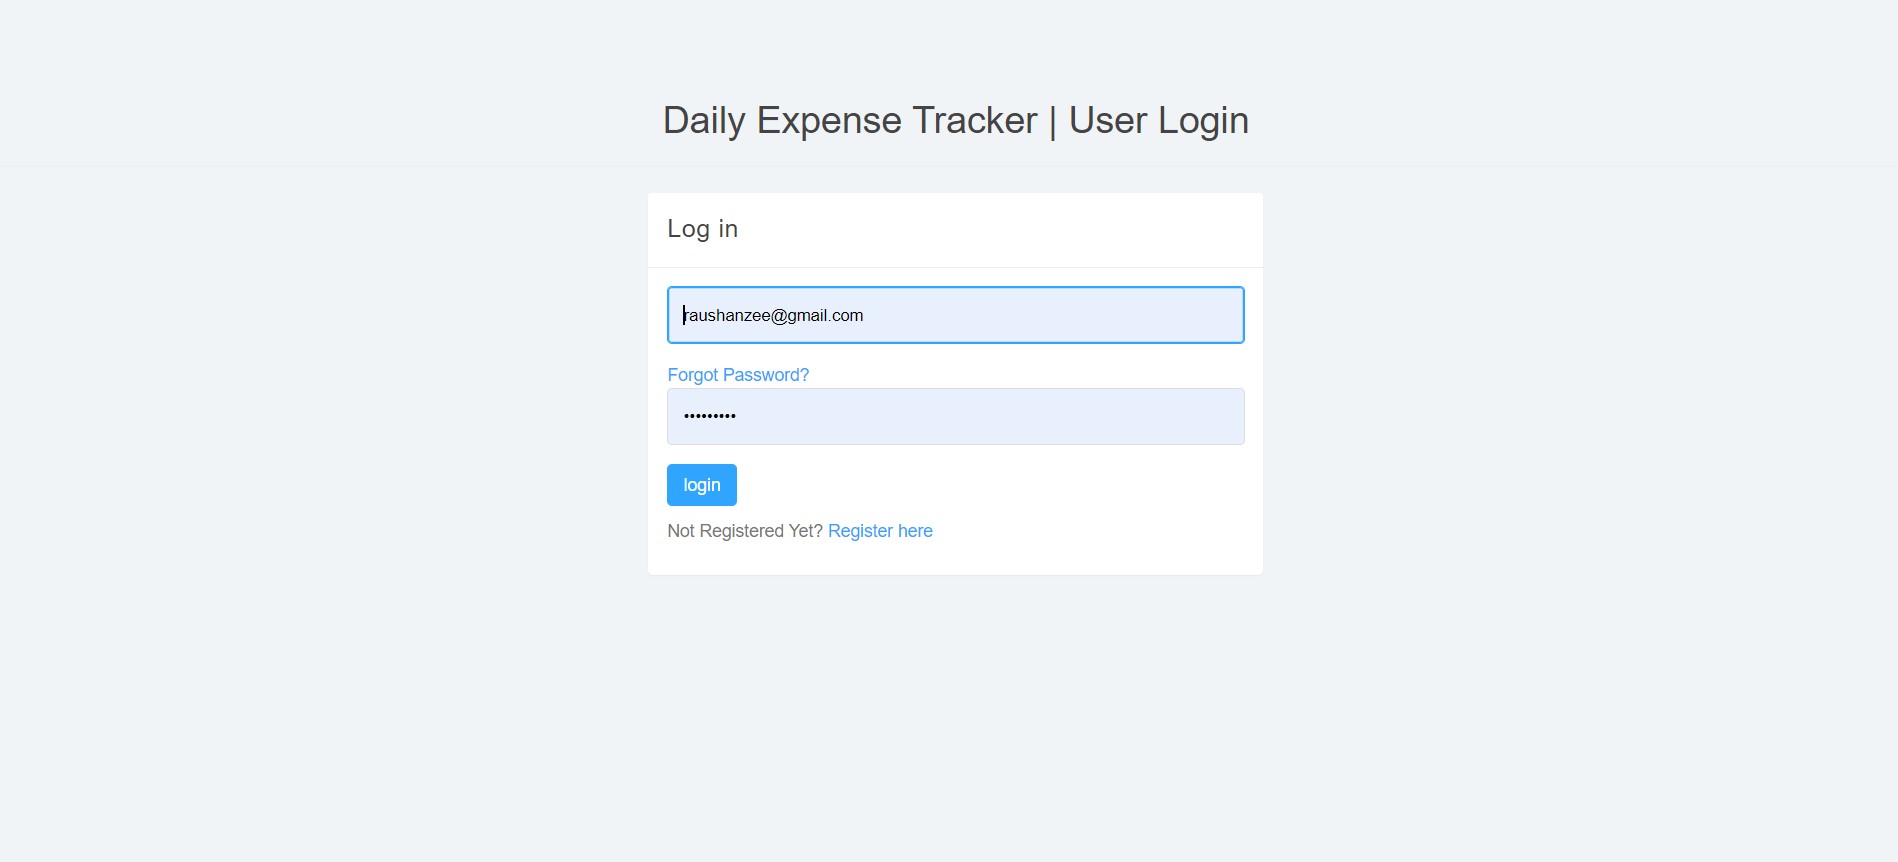 Daily Expense Tracker | User Login
Log in
raushanzee@gmail.com
Forgot Password?
•••••••••
login
Not Registered Yet? Register here